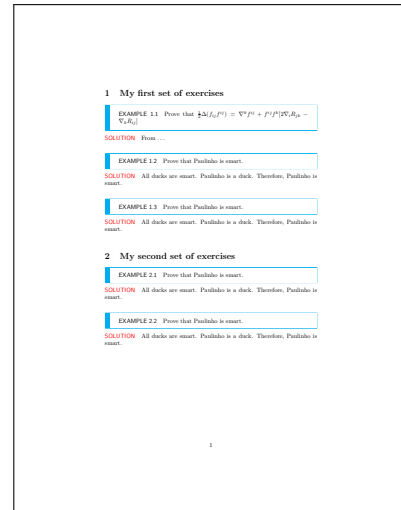 1 My first set of exercises
EXAMPLE 1.1 Prove that ½Δ(f_{ij}f^{ij}) = ∇^k f^{ij} + f^{ij}f^k[2∇_i R_{jk} −
∇_k R_{ij}]
SOLUTION From …
EXAMPLE 1.2 Prove that Paulinho is smart.
SOLUTION All ducks are smart. Paulinho is a duck. Therefore, Paulinho is
smart.
EXAMPLE 1.3 Prove that Paulinho is smart.
SOLUTION All ducks are smart. Paulinho is a duck. Therefore, Paulinho is
smart.
2 My second set of exercises
EXAMPLE 2.1 Prove that Paulinho is smart.
SOLUTION All ducks are smart. Paulinho is a duck. Therefore, Paulinho is
smart.
EXAMPLE 2.2 Prove that Paulinho is smart.
SOLUTION All ducks are smart. Paulinho is a duck. Therefore, Paulinho is
smart.
1